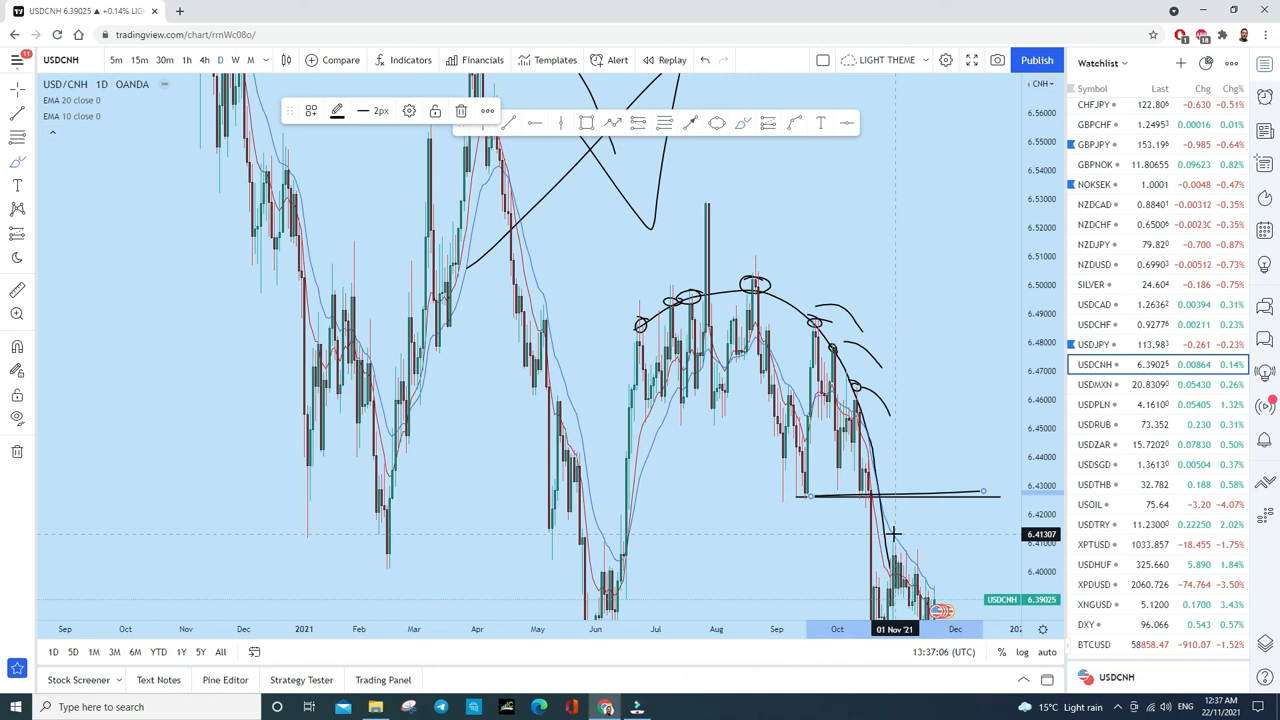 USDCNH 6.39025 ▲ +0.14% LIGHT FRAM
tradingview.com/chart/rrnWc08o/
11
USDCNH 5m 15m 30m 1h 4h D W M Compare Indicators Financials Templates Alert Replay LIGHT THEME Publish
USD/CNH 1D OANDA
EMA 20 close 0
EMA 10 close 0
2px
CNH
6.56000
6.55000
6.54000
6.53000
6.52000
6.51000
6.50000
6.49000
6.48000
6.47000
6.46000
6.45000
6.44000
6.43000
6.42000
6.41307
6.41000
6.40000
USDCNH 6.39025
Sep Oct Nov Dec 2021 Feb Mar Apr May Jun Jul Aug Sep Oct 01 Nov '21 Dec 202
1D 5D 1M 3M 6M YTD 1Y 5Y All 13:37:06 (UTC) % log auto
Stock Screener Text Notes Pine Editor Strategy Tester Trading Panel
Watchlist
Symbol Last Chg Chg%
CHFJPY 122.806 −0.630 −0.51%
GBPCHF 1.24953 0.00016 0.01%
GBPJPY 153.196 −0.985 −0.64%
GBPNOK 11.80655 0.09623 0.82%
NOKSEK 1.0001 −0.0048 −0.47%
NZDCAD 0.88401 −0.00312 −0.35%
NZDCHF 0.6500 −0.00230 −0.35%
NZDJPY 79.820 −0.700 −0.87%
NZDUSD 0.69903 −0.00512 −0.73%
SILVER 24.604 −0.186 −0.75%
USDCAD 1.26362 0.00394 0.31%
USDCHF 0.92776 0.00211 0.23%
USDJPY 113.983 −0.261 −0.23%
USDCNH 6.39025 0.00864 0.14%
USDMXN 20.83090 0.05430 0.26%
USDPLN 4.16100 0.05405 1.32%
USDRUB 73.352 0.230 0.31%
USDZAR 15.72020 0.07830 0.50%
USDSGD 1.36130 0.00504 0.37%
USDTHB 32.782 0.188 0.58%
USOIL 75.64 −3.20 −4.07%
USDTRY 11.23000 0.22250 2.02%
XPTUSD 1033.857 −18.455 −1.75%
USDHUF 325.660 5.890 1.84%
XPDUSD 2060.726 −74.764 −3.50%
XNGUSD 5.1200 0.1700 3.43%
DXY 96.066 0.543 0.57%
BTCUSD 58858.47 −910.07 −1.52%
USDCNH
Type here to search
15°C Light rain ENG 12:37 AM
22/11/2021